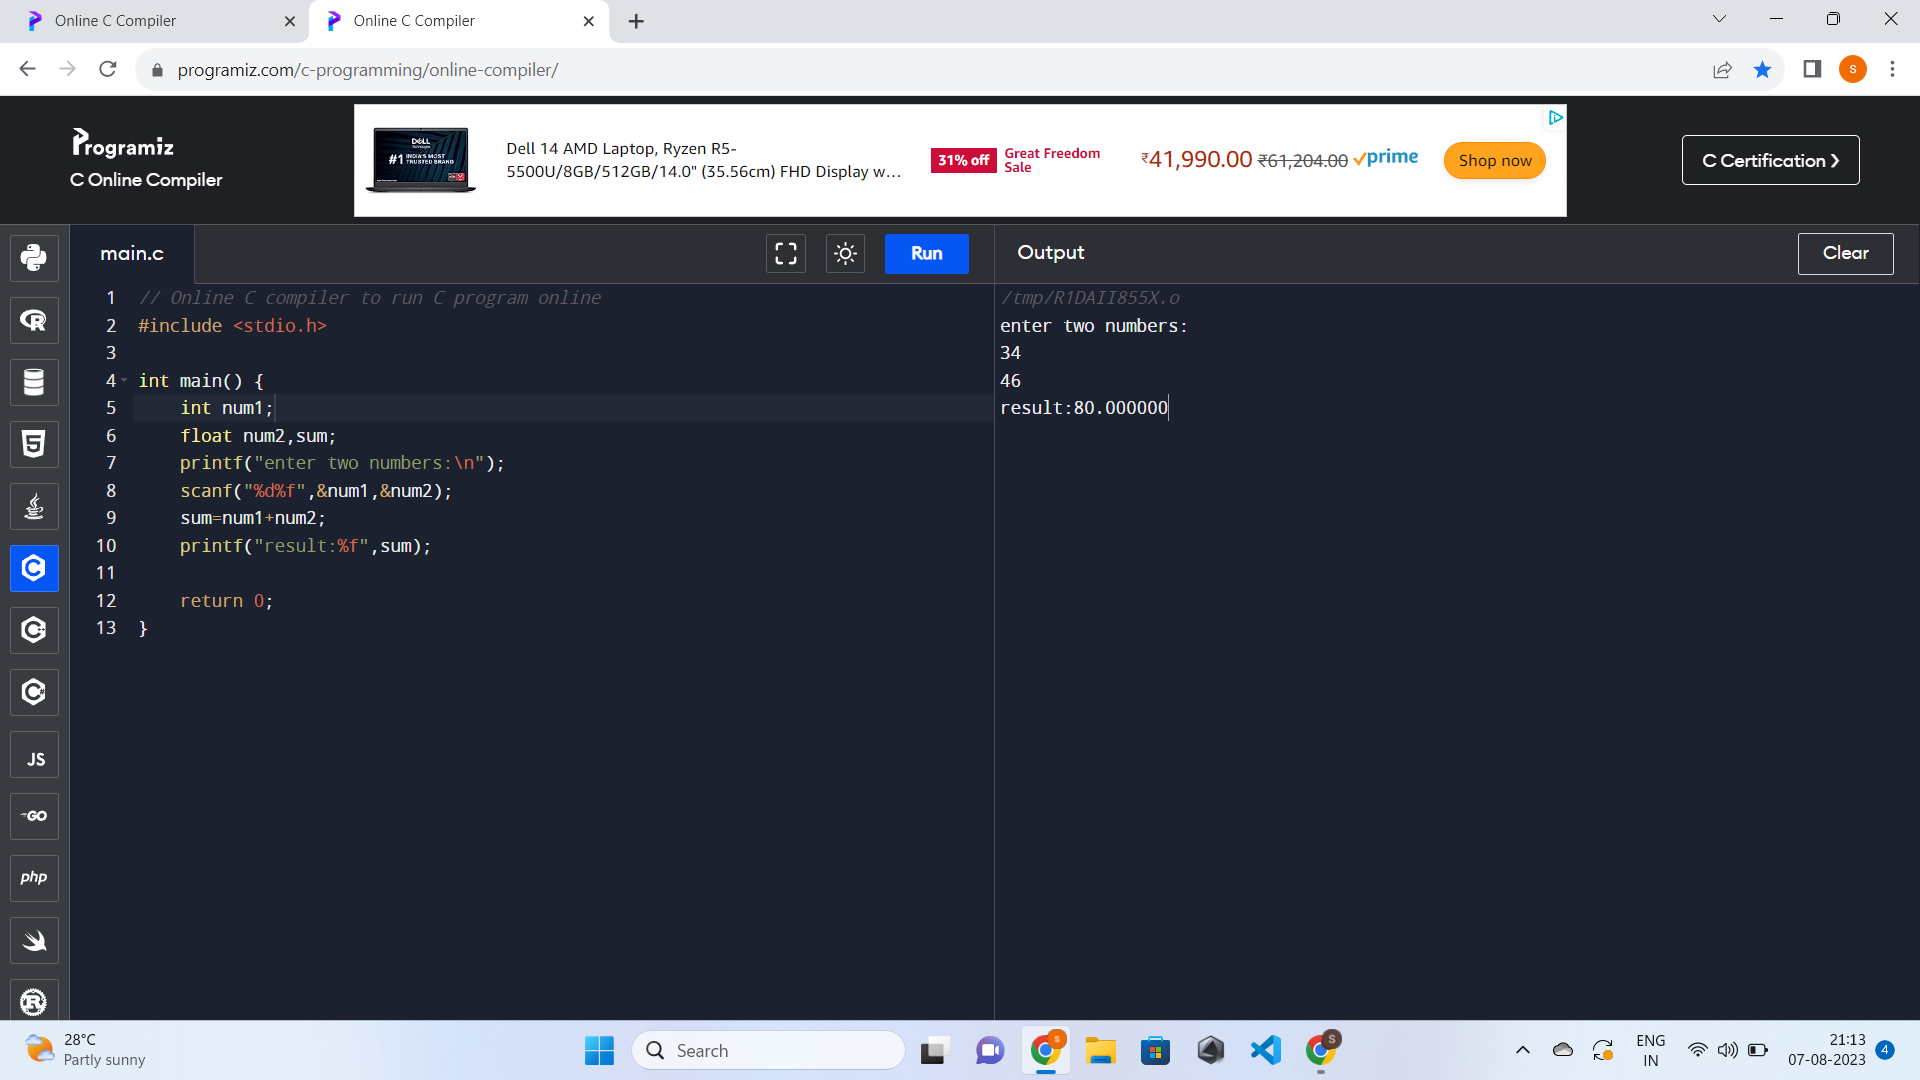 Online C Compiler
Online C Compiler
programiz.com/c-programming/online-compiler/
S
Programiz
C Online Compiler
DELL
Technologies
#1 INDIA'S MOST
TRUSTED BRAND
Dell 14 AMD Laptop, Ryzen R5-
5500U/8GB/512GB/14.0" (35.56cm) FHD Display w...
31% off
Great Freedom
Sale
₹41,990.00 ₹61,204.00 prime
Shop now
C Certification ❯
main.c
Run
Output
Clear
1 // Online C compiler to run C program online
2 #include <stdio.h>
3
4 int main() {
5 int num1;
6 float num2,sum;
7 printf("enter two numbers:\n");
8 scanf("%d%f",&num1,&num2);
9 sum=num1+num2;
10 printf("result:%f",sum);
11
12 return 0;
13 }
/tmp/R1DAII855X.o
enter two numbers:
34
46
result:80.000000
R
5
C
C
C
JS
GO
php
R
28°C
Partly sunny
Search
S
S
ENG
IN
21:13
07-08-2023
4